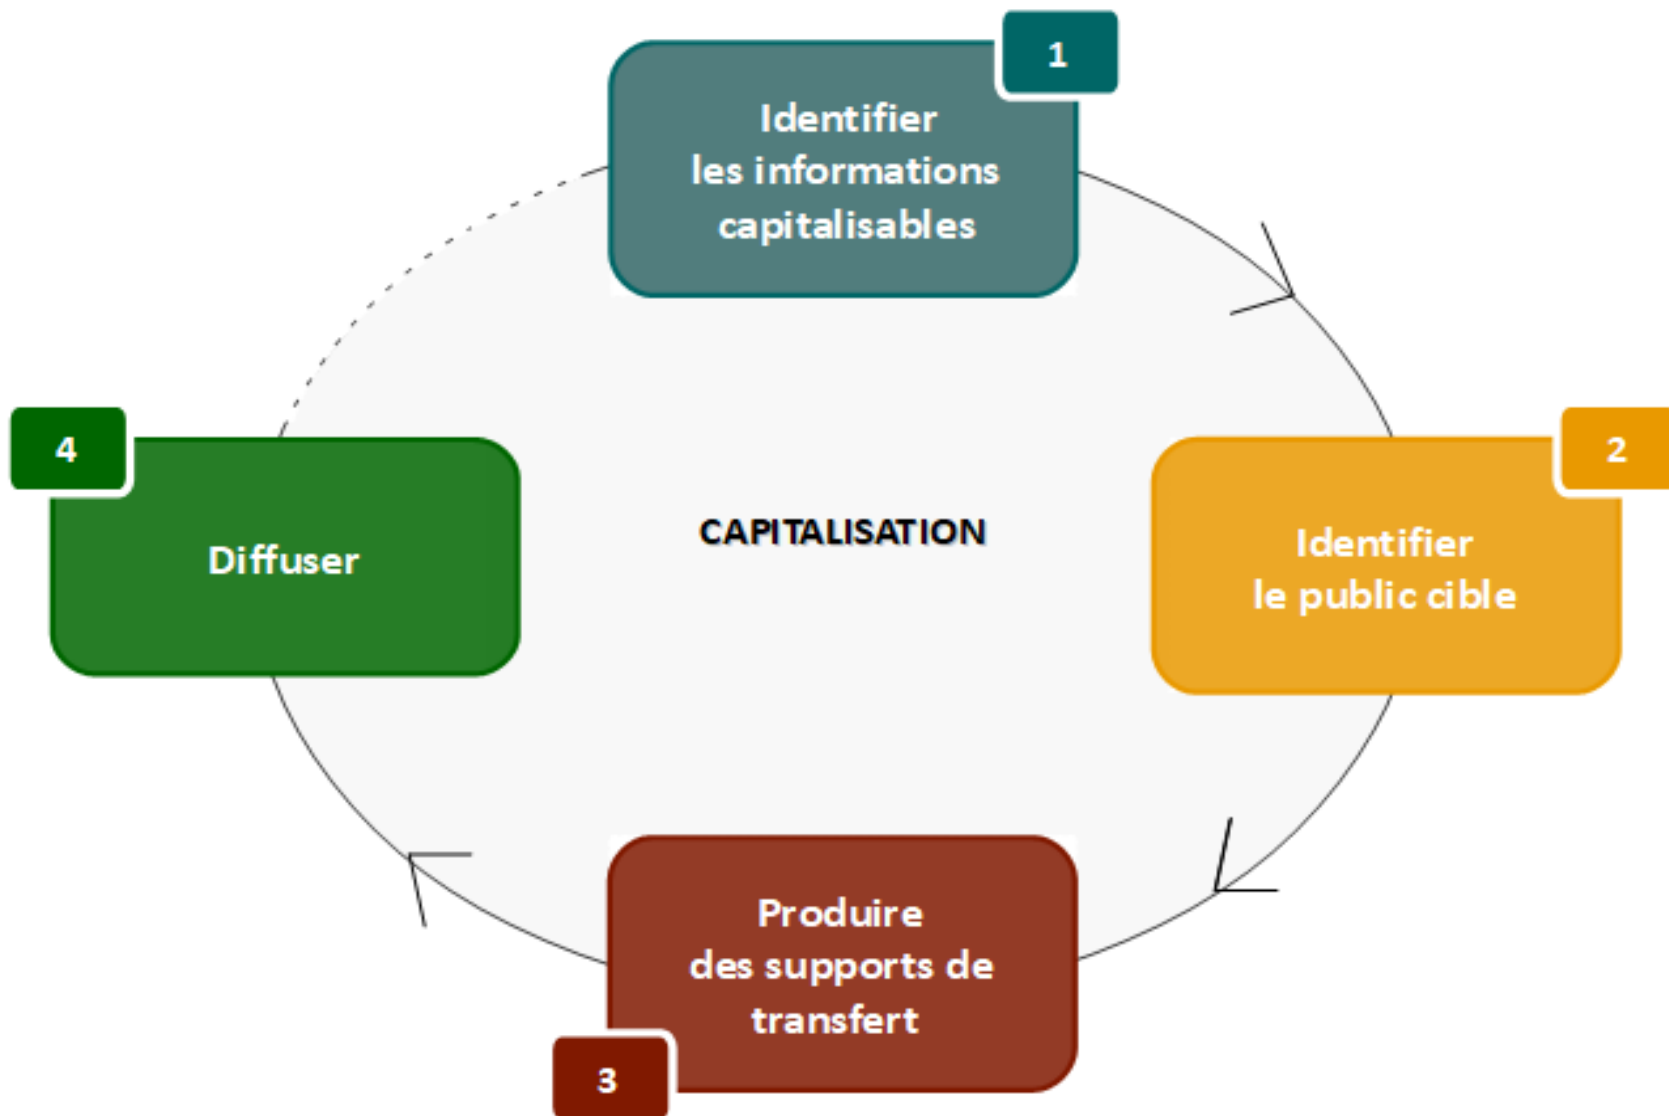 1
Identifier
les informations
capitalisables
2
Identifier
le public cible
3
Produire
des supports de
transfert
4
Diffuser
CAPITALISATION